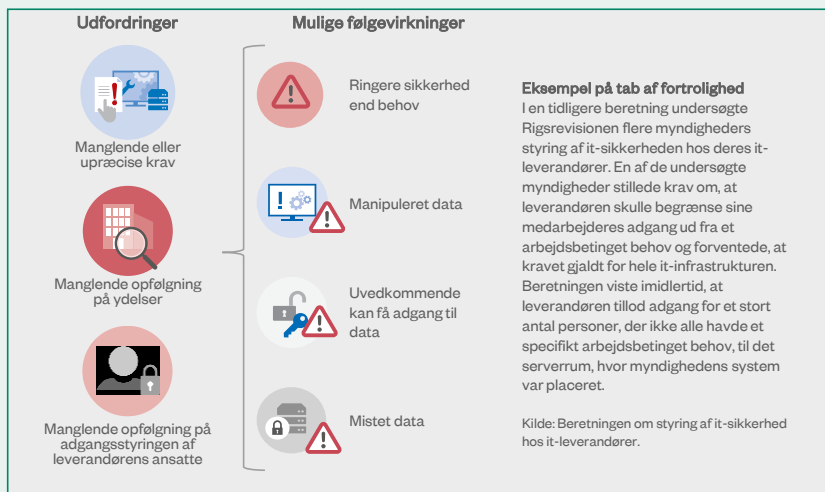 Udfordringer
Manglende eller
upræcise krav
Manglende opfølgning
på ydelser
Manglende opfølgning på
adgangsstyringen af
leverandørens ansatte
Mulige følgevirkninger
Ringere sikkerhed
end behov
Manipuleret data
Uvedkommende
kan få adgang til
data
Mistet data
Eksempel på tab af fortrolighed
I en tidligere beretning undersøgte
Rigsrevisionen flere myndigheders
styring af it-sikkerheden hos deres it-
leverandører. En af de undersøgte
myndigheder stillede krav om, at
leverandøren skulle begrænse sine
medarbejderes adgang ud fra et
arbejdsbetinget behov og forventede, at
kravet gjaldt for hele it-infrastrukturen.
Beretningen viste imidlertid, at
leverandøren tillod adgang for et stort
antal personer, der ikke alle havde et
specifikt arbejdsbetinget behov, til det
serverrum, hvor myndighedens system
var placeret.
Kilde: Beretningen om styring af it-sikkerhed
hos it-leverandører.